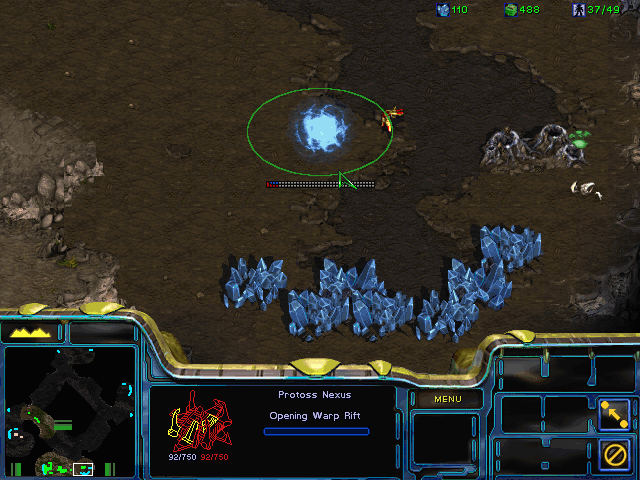 110 488 37/49
Protoss Nexus
Opening Warp Rift
MENU
92/750 92/750